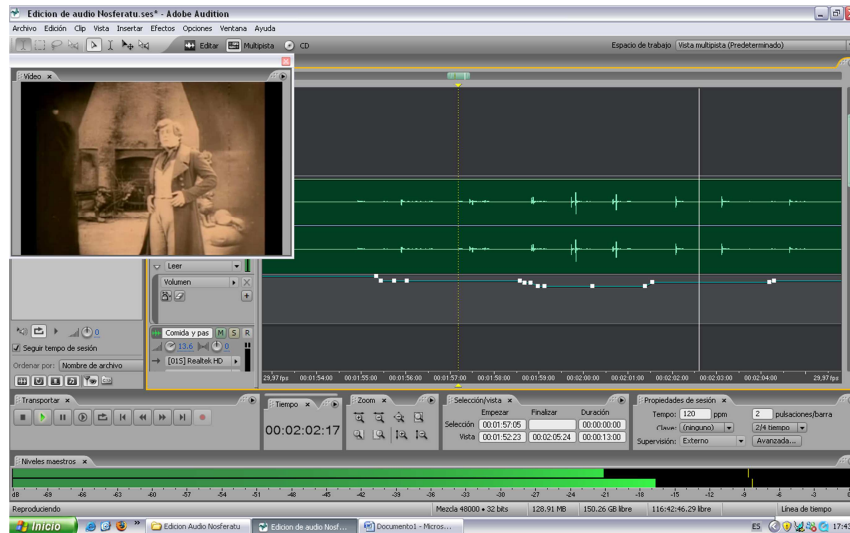 Edicion de audio Nosferatu.ses* - Adobe Audition
Archivo Edición Clip Vista Insertar Efectos Opciones Ventana Ayuda
Editar Multipista CD Espacio de trabajo Vista multipista (Predeterminado)
Video
Leer
Volumen
Comida y pas M S R
13.6 0
[01S] Realtek HD
0
Seguir tempo de sesión
Ordenar por: Nombre de archivo
29,97 fps 00:01:54:00 00:01:55:00 00:01:56:00 00:01:57:00 00:01:58:00 00:01:59:00 00:02:00:00 00:02:01:00 00:02:02:00 00:02:03:00 00:02:04:00 29,97 fps
Transportar
Tiempo
00:02:02:17
Zoom
Selección/vista
Empezar Finalizar Duración
Selección 00:01:57:05 00:00:00:00
Vista 00:01:52:23 00:02:05:24 00:00:13:00
Propiedades de sesión
Tempo: 120 ppm 2 pulsaciones/barra
Clave: (ninguno) 2/4 tiempo
Supervisión: Externo Avanzada...
Niveles maestros
dB -69 -66 -63 -60 -57 -54 -51 -48 -45 -42 -39 -36 -33 -30 -27 -24 -21 -18 -15 -12 -9 -6 -3 0
Reproduciendo Mezcla 48000 • 32 bits 128.91 MB 150.26 GB libre 116:42:46.29 libre Línea de tiempo
Inicio Edicion Audio Nosferatu Edicion de audio Nosf... Documento1 - Micros... ES 17:43